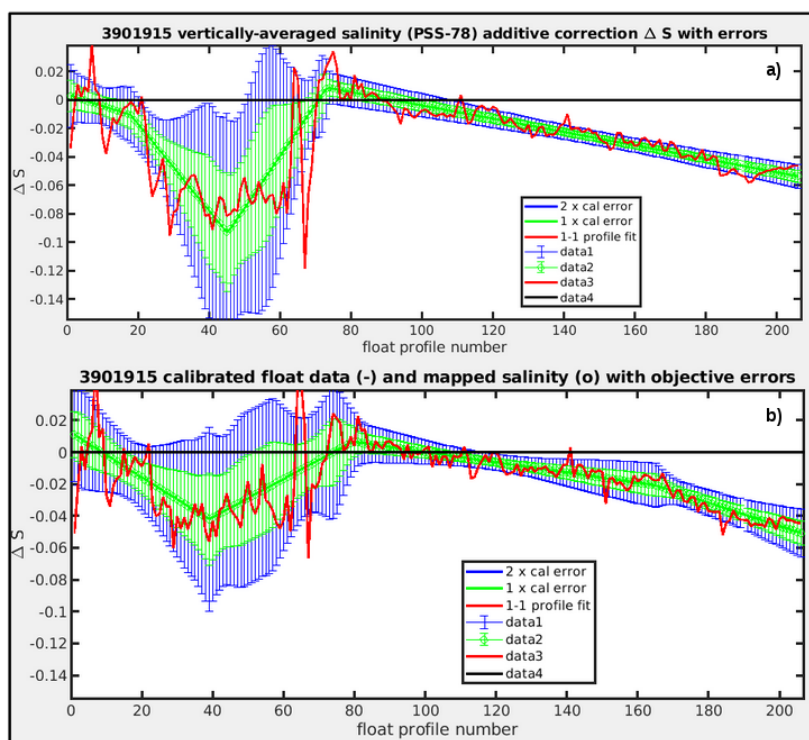 3901915 vertically-averaged salinity (PSS-78) additive correction Δ S with errors
a)
0.02
0
-0.02
-0.04
-0.06
-0.08
-0.1
-0.12
-0.14
Δ S
2 x cal error
1 x cal error
1-1 profile fit
data1
data2
data3
data4
0 20 40 60 80 100 120 140 160 180 200
float profile number
3901915 calibrated float data (-) and mapped salinity (o) with objective errors
b)
0.02
0
-0.02
-0.04
-0.06
-0.08
-0.1
-0.12
-0.14
Δ S
2 x cal error
1 x cal error
1-1 profile fit
data1
data2
data3
data4
0 20 40 60 80 100 120 140 160 180 200
float profile number